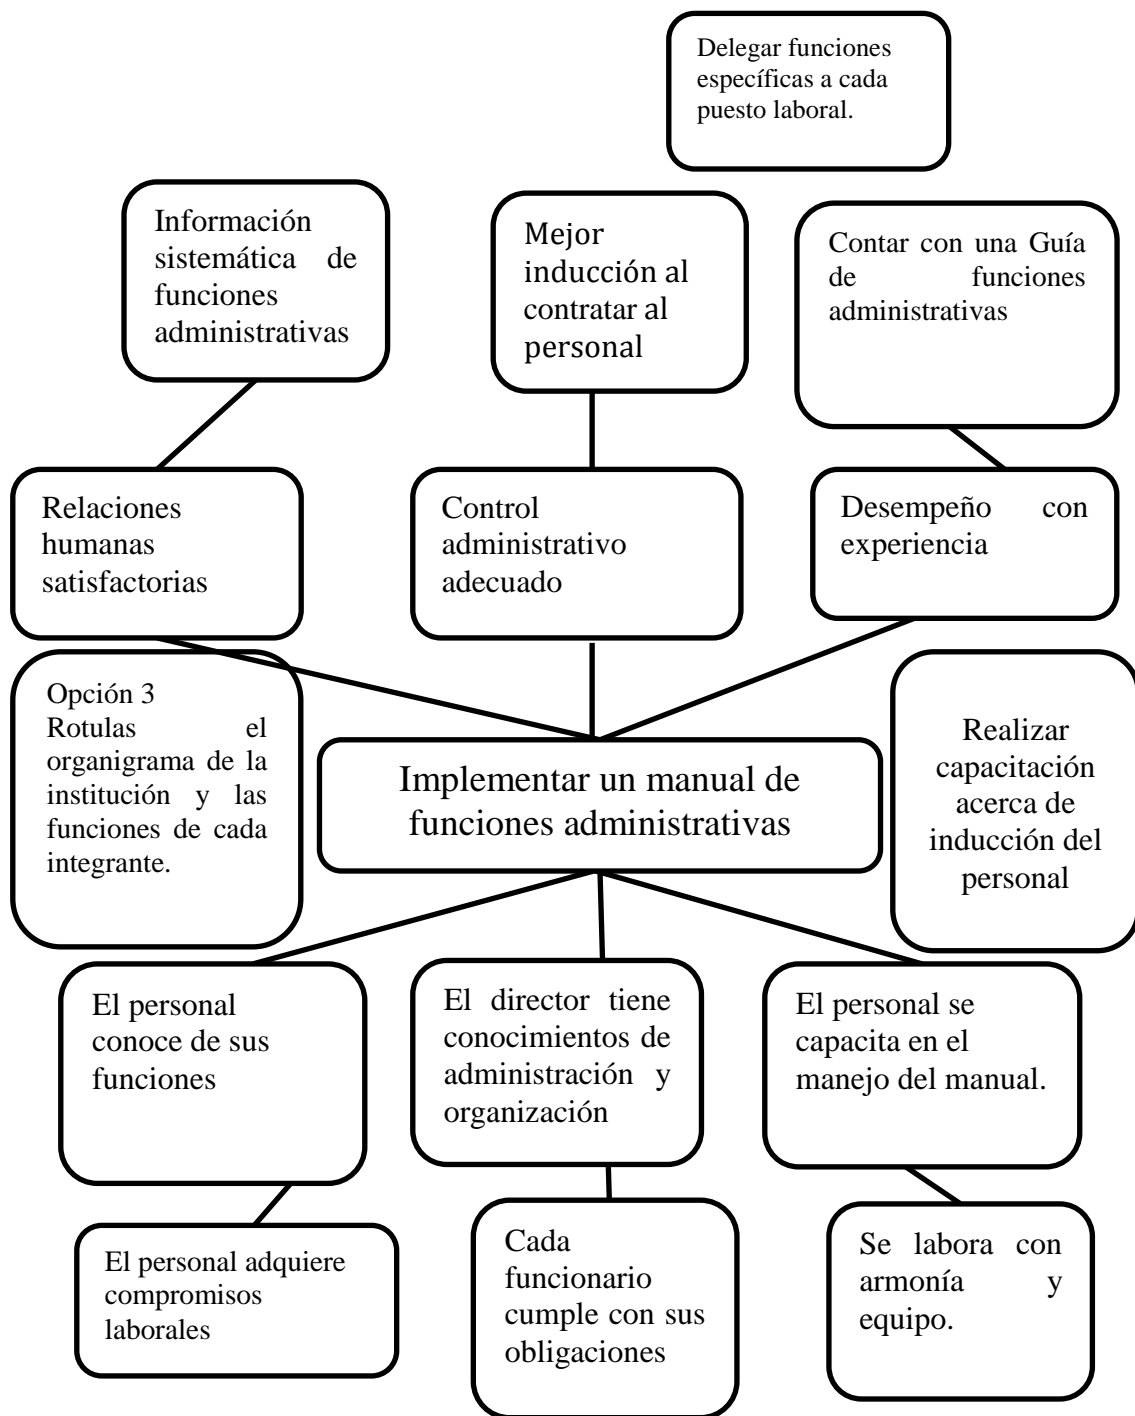 Delegar funciones
específicas a cada
puesto laboral.
Información
sistemática de
funciones
administrativas
Mejor
inducción al
contratar al
personal
Contar con una Guía
de funciones
administrativas
Relaciones
humanas
satisfactorias
Control
administrativo
adecuado
Desempeño con
experiencia
Opción 3
Rotulas el
organigrama de la
institución y las
funciones de cada
integrante.
Implementar un manual de
funciones administrativas
Realizar
capacitación
acerca de
inducción del
personal
El personal
conoce de sus
funciones
El director tiene
conocimientos de
administración y
organización
El personal se
capacita en el
manejo del manual.
El personal adquiere
compromisos
laborales
Cada
funcionario
cumple con sus
obligaciones
Se labora con
armonía y
equipo.